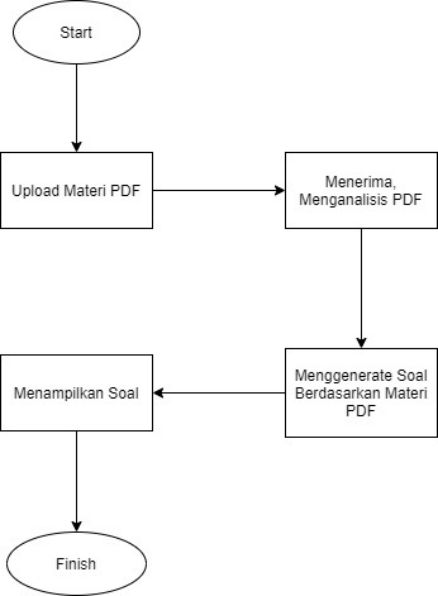 Start
Upload Materi PDF
Menerima,
Menganalisis PDF
Menggenerate Soal
Berdasarkan Materi
PDF
Menampilkan Soal
Finish